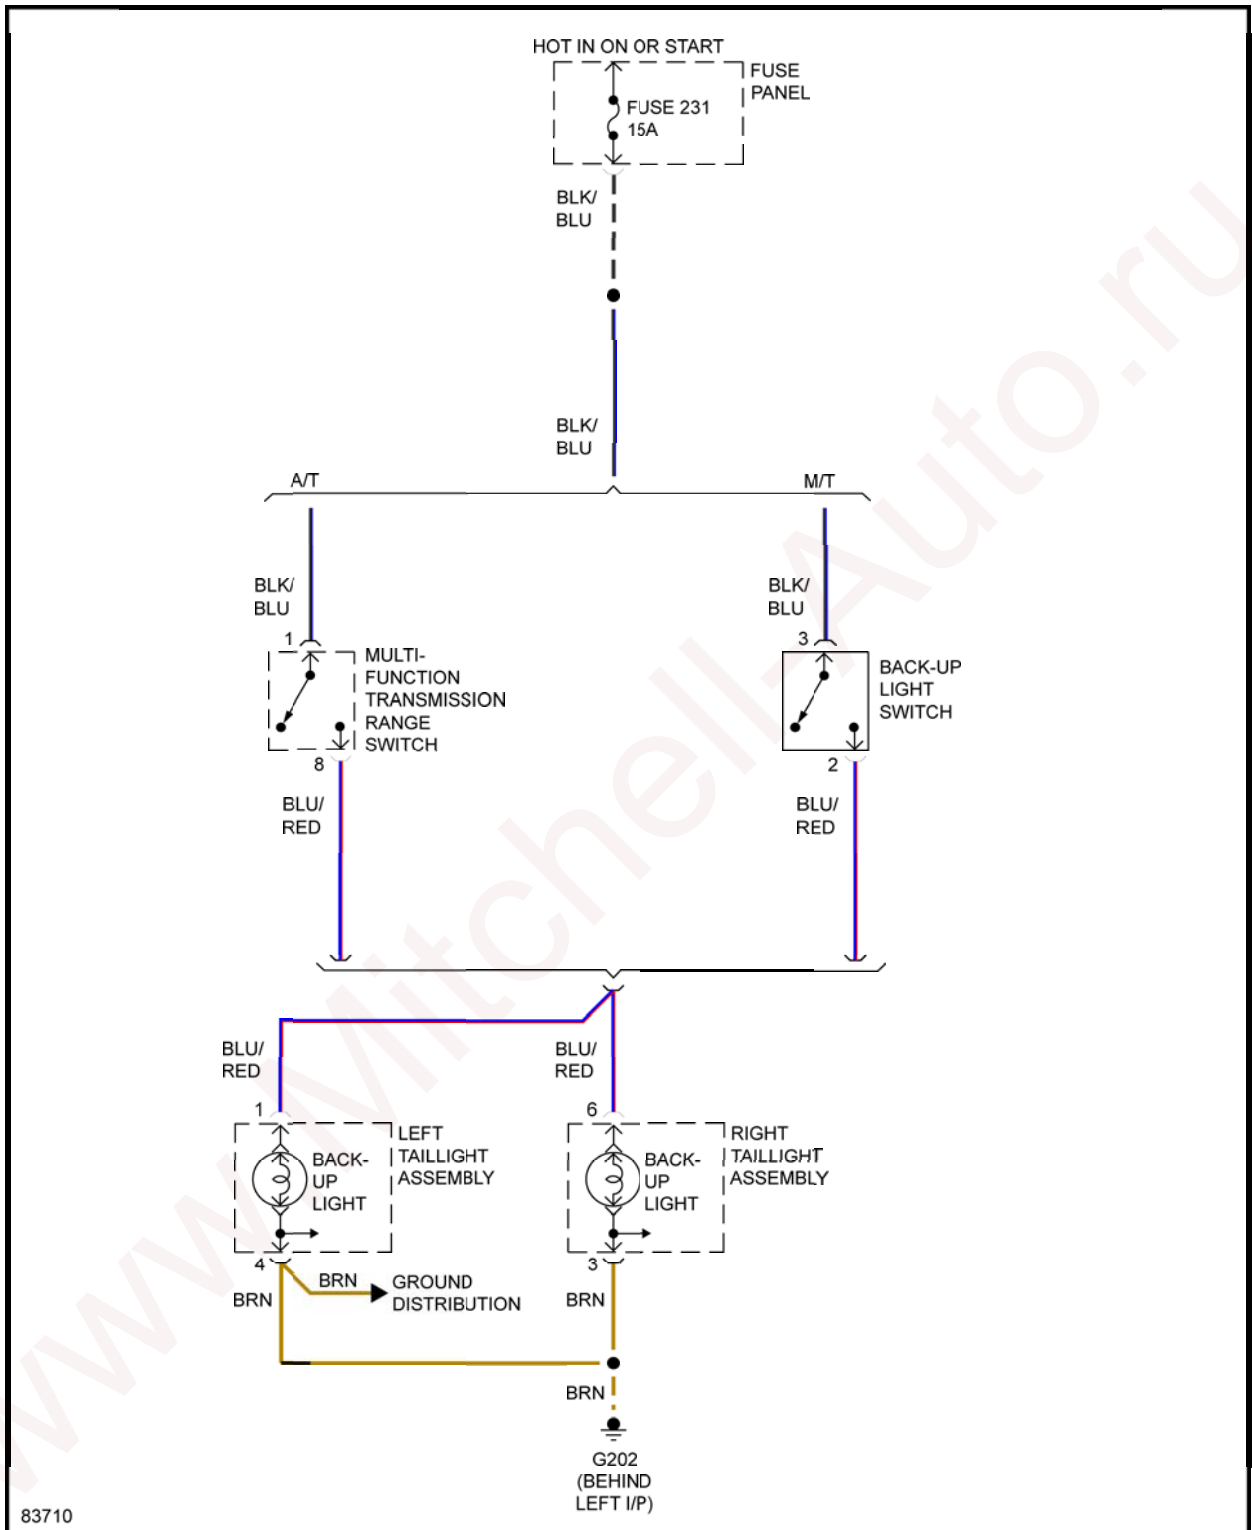 HOT IN ON OR START
FUSE
PANEL
FUSE 231
15A
BLK/
BLU
BLK/
BLU
A/T
M/T
BLK/
BLU
BLK/
BLU
1
3
MULTI-
FUNCTION
TRANSMISSION
RANGE
SWITCH
BACK-UP
LIGHT
SWITCH
8
2
BLU/
RED
BLU/
RED
BLU/
RED
BLU/
RED
1
6
LEFT
TAILLIGHT
ASSEMBLY
BACK-
UP
LIGHT
RIGHT
TAILLIGHT
ASSEMBLY
BACK-
UP
LIGHT
4
3
BRN
BRN
GROUND
DISTRIBUTION
BRN
BRN
G202
(BEHIND
LEFT I/P)
83710
www.Mitchell-Auto.ru